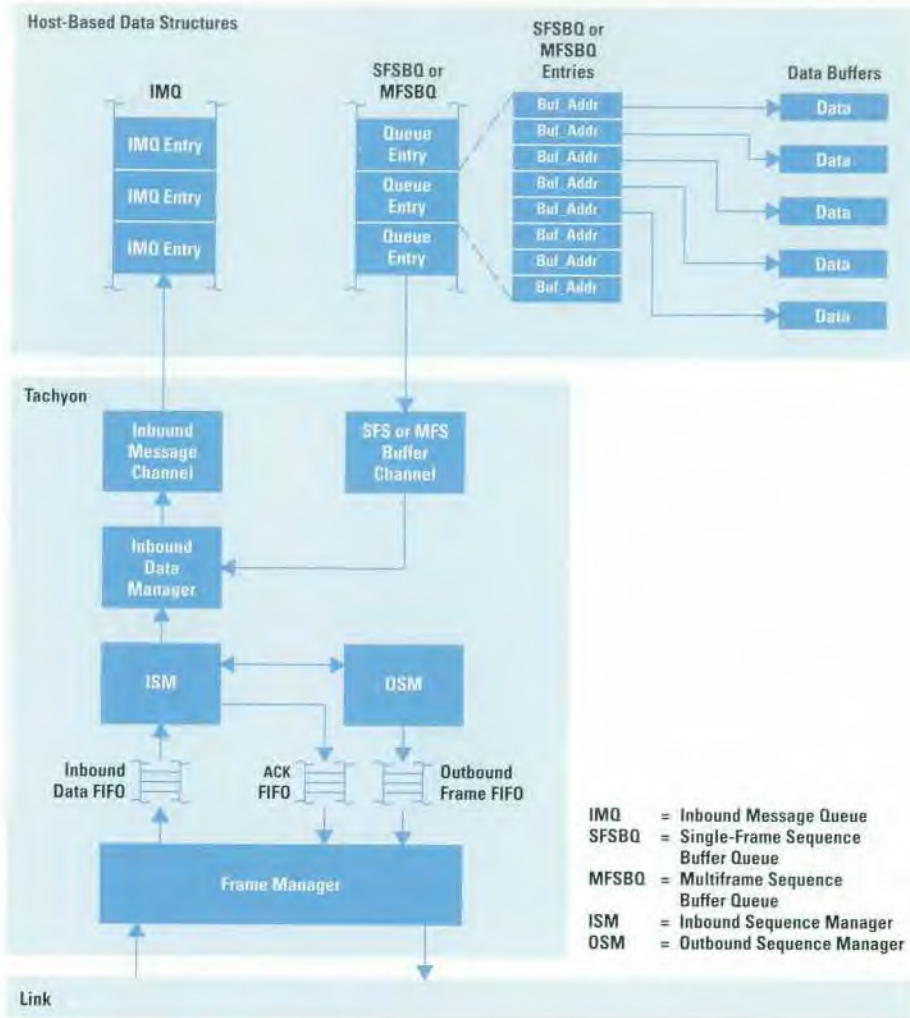 Host-Based Data Structures
IMQ
IMQ Entry
IMQ Entry
IMQ Entry
SFSBQ or
MFSBQ
Queue
Entry
Queue
Entry
Queue
Entry
SFSBQ or
MFSBQ
Entries
Buf_Addr
Buf_Addr
Buf_Addr
Buf_Addr
Buf_Addr
Buf_Addr
Buf_Addr
Buf_Addr
Data Buffers
Data
Data
Data
Data
Data
Tachyon
Inbound
Message
Channel
SFS or MFS
Buffer
Channel
Inbound
Data
Manager
ISM
OSM
Inbound
Data FIFO
ACK
FIFO
Outbound
Frame FIFO
Frame Manager
IMQ = Inbound Message Queue
SFSBQ = Single-Frame Sequence
Buffer Queue
MFSBQ = Multiframe Sequence
Buffer Queue
ISM = Inbound Sequence Manager
OSM = Outbound Sequence Manager
Link